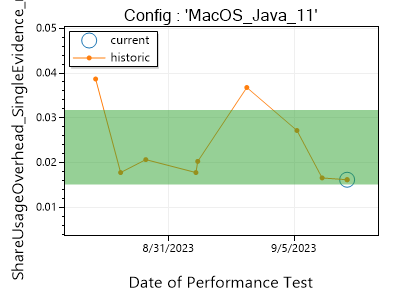 Config : 'MacOS_Java_11'
ShareUsageOverhead_SingleEvidence_
0.05
0.04
0.03
0.02
0.01
current
historic
8/31/2023
9/5/2023
Date of Performance Test